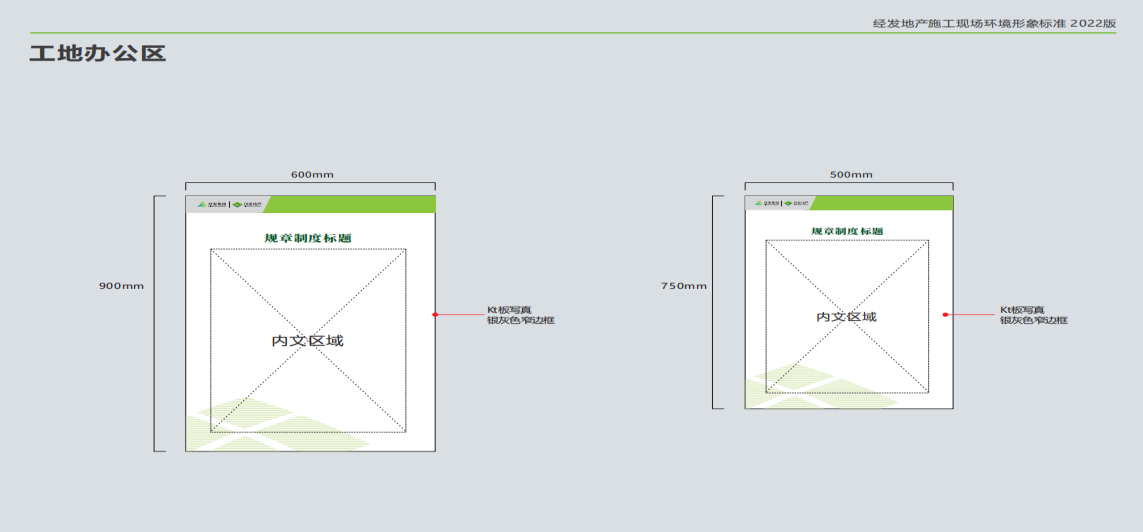 经发地产施工现场环境形象标准 2022版
工地办公区
600mm
900mm
规章制度标题
内文区域
Kt板写真
银灰色窄边框
500mm
750mm
规章制度标题
内文区域
Kt板写真
银灰色窄边框